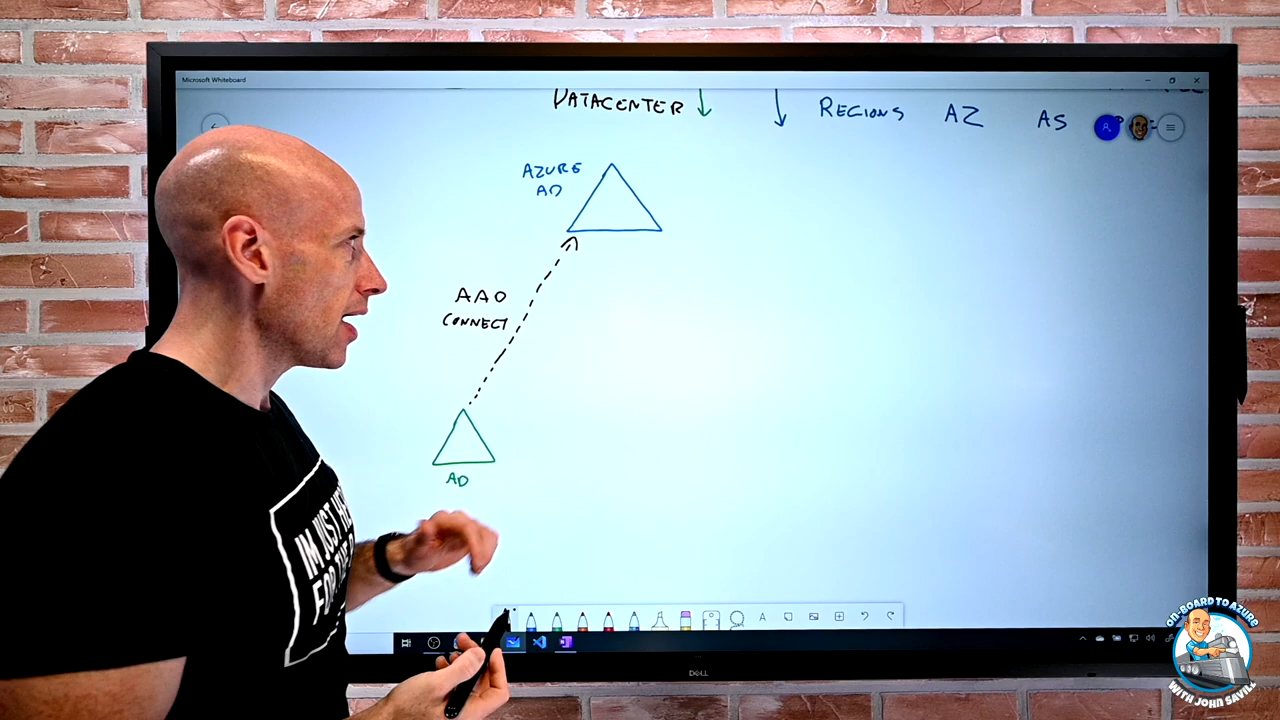 Microsoft Whiteboard
DATACENTER ↓ ↓ REGIONS AZ AS
AZURE
AD
AAD
CONNECT
AD
IM JUST HE
FOR THE
A
DELL
ON-BOARD TO AZURE
WITH JOHN SAVILL